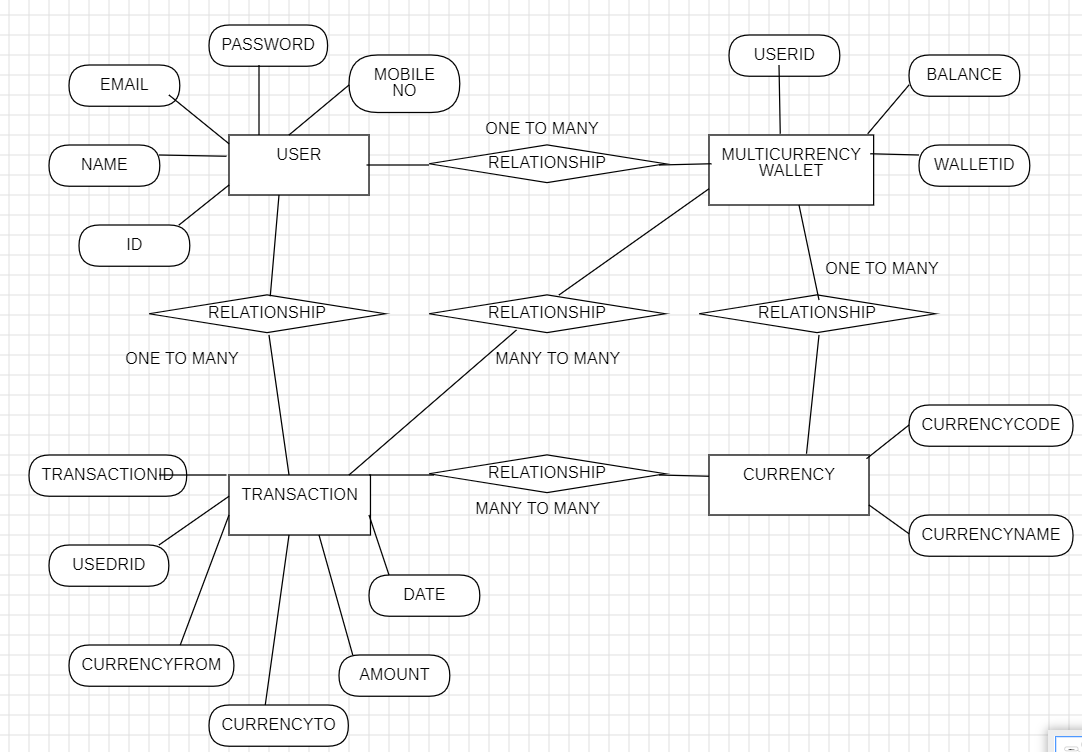 PASSWORD
EMAIL
MOBILE
NO
NAME
ID
USER
ONE TO MANY
RELATIONSHIP
USERID
BALANCE
MULTICURRENCY
WALLET
WALLETID
RELATIONSHIP
ONE TO MANY
RELATIONSHIP
MANY TO MANY
ONE TO MANY
RELATIONSHIP
TRANSACTIONID
TRANSACTION
RELATIONSHIP
MANY TO MANY
CURRENCY
CURRENCYCODE
CURRENCYNAME
USEDRID
DATE
CURRENCYFROM
AMOUNT
CURRENCYTO